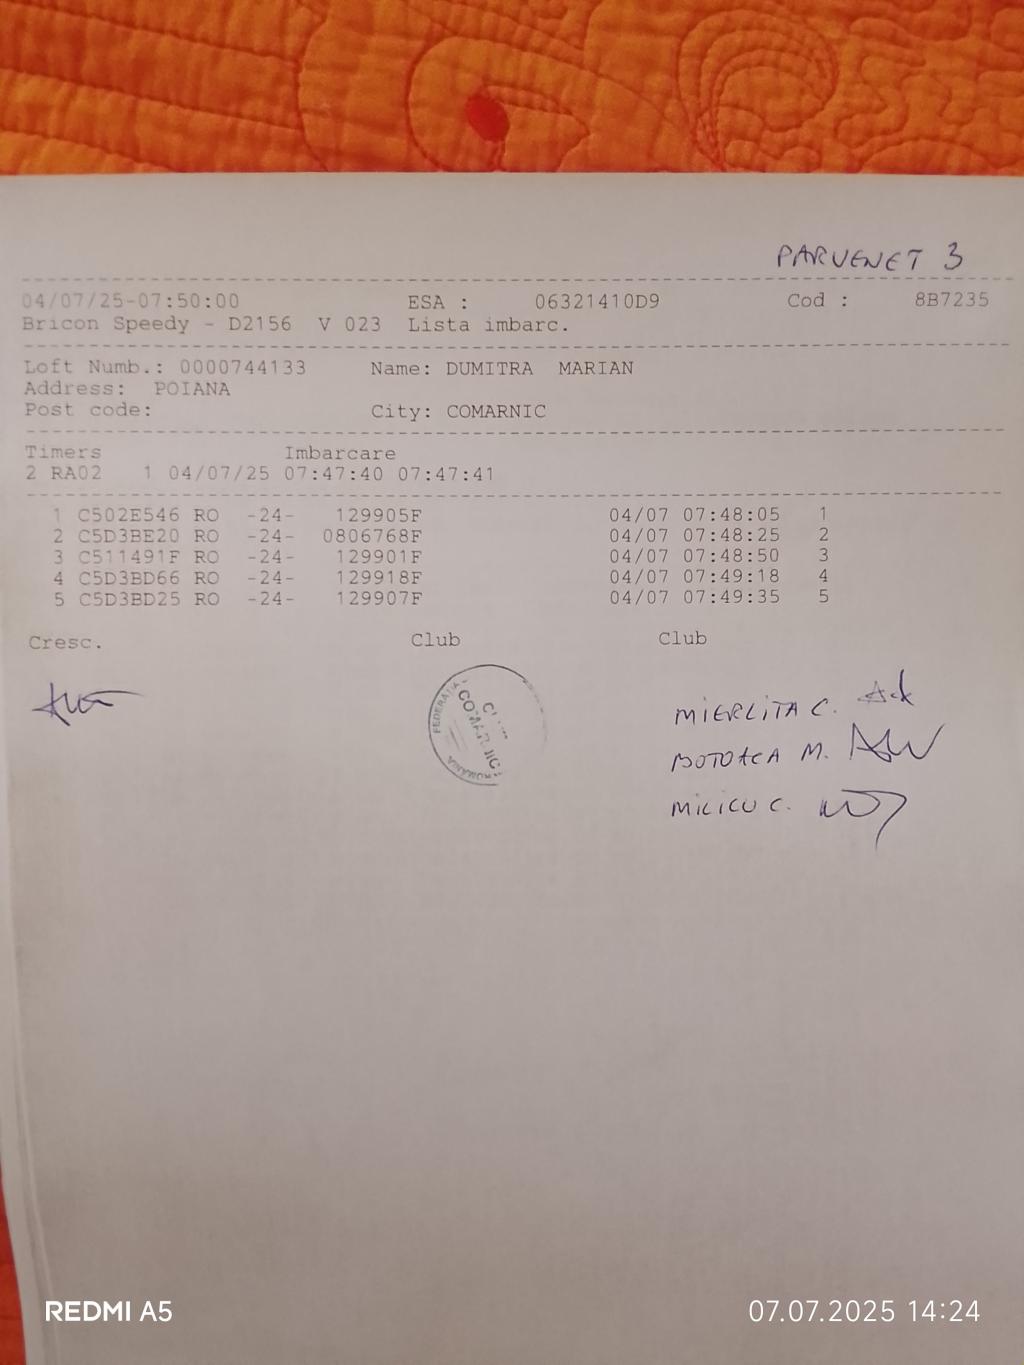 PARVENET 3
04/07/25-07:50:00 ESA : 06321410D9 Cod : 8B7235
Bricon Speedy - D2156 V 023 Lista imbarc.
Loft Numb.: 0000744133 Name: DUMITRA MARIAN
Address: POIANA
Post code: City: COMARNIC
Timers Imbarcare
2 RA02 1 04/07/25 07:47:40 07:47:41
1 C502E546 RO -24- 129905F 04/07 07:48:05 1
2 C5D3BE20 RO -24- 0806768F 04/07 07:48:25 2
3 C511491F RO -24- 129901F 04/07 07:48:50 3
4 C5D3BD66 RO -24- 129918F 04/07 07:49:18 4
5 C5D3BD25 RO -24- 129907F 04/07 07:49:35 5
Cresc. Club Club
FEDERATIA
MIERLITA C.
BOTOACA M.
MILICU C.
REDMI A5 07.07.2025 14:24